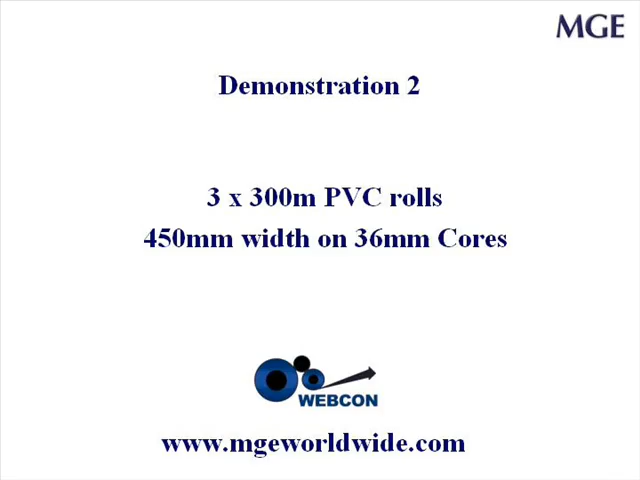 MGE
Demonstration 2
3 x 300m PVC rolls
450mm width on 36mm Cores
WEBCON
www.mgeworldwide.com